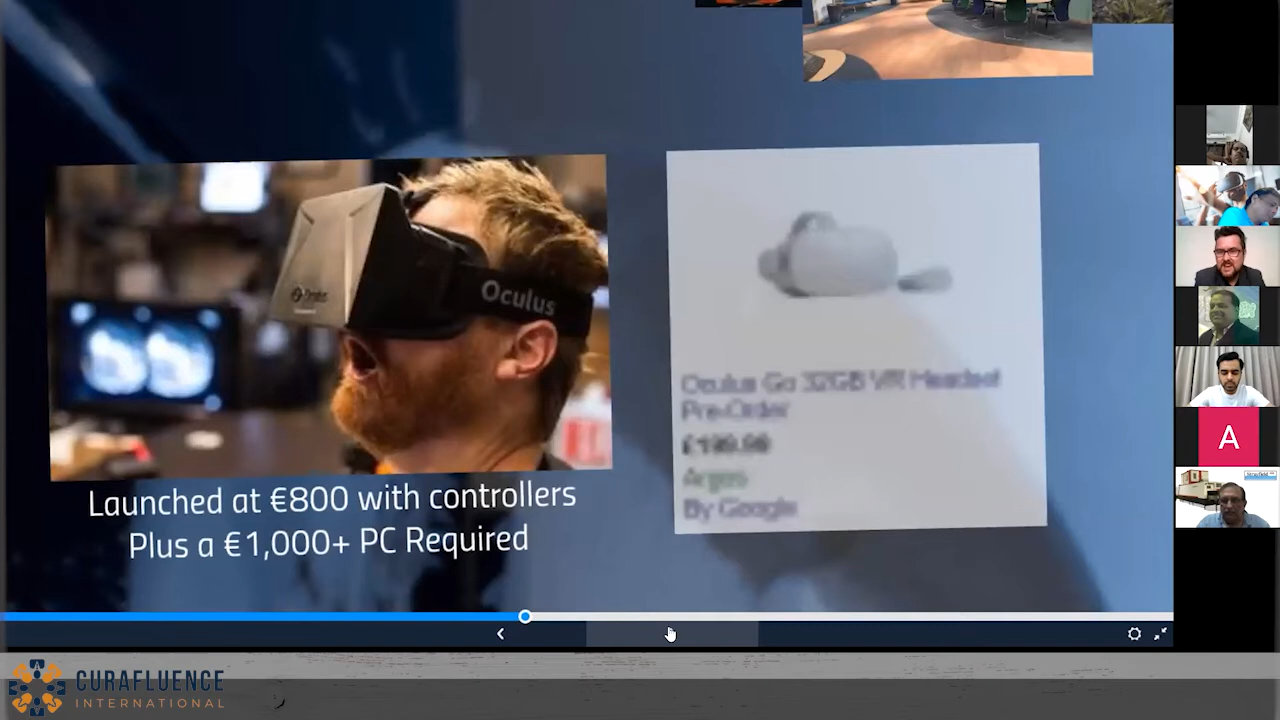 Oculus
Oculus
Launched at €800 with controllers
Plus a €1,000+ PC Required
Oculus Go 32GB VR Headset
Pre-Order
Argos
By Google
A
CURAFLUENCE
INTERNATIONAL